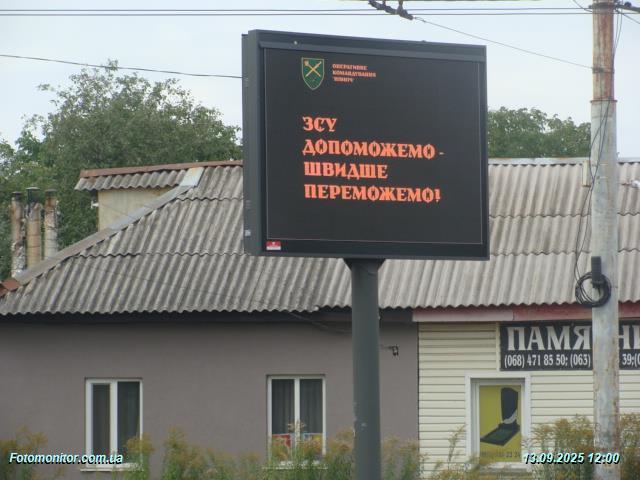 ОПЕРАТИВНЕ
КОМАНДУВАННЯ
"ПІВНІЧ"
ЗСУ
ДОПОМОЖЕМО -
ШВИДШЕ
ПЕРЕМОЖЕМО!
ПАМЯ
(068) 471 85 50; (063)
Fotomonitor.com.ua
13.09.2025 12:00